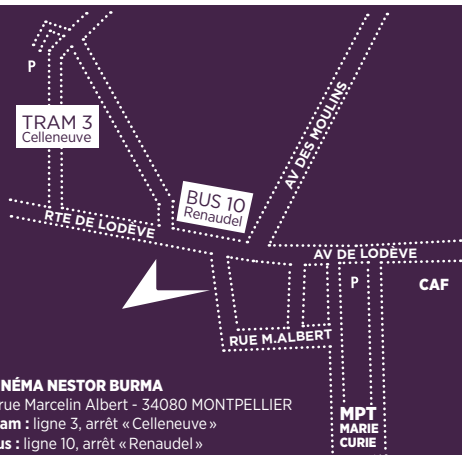 P
TRAM 3
Celleneuve
AV DES MOULINS
BUS 10
Renaudel
RTE DE LODÈVE
AV DE LODÈVE
P
CAF
RUE M.ALBERT
NÉMA NESTOR BURMA
rue Marcelin Albert - 34080 MONTPELLIER
am : ligne 3, arrêt « Celleneuve »
us : ligne 10, arrêt « Renaudel »
MPT
MARIE
CURIE